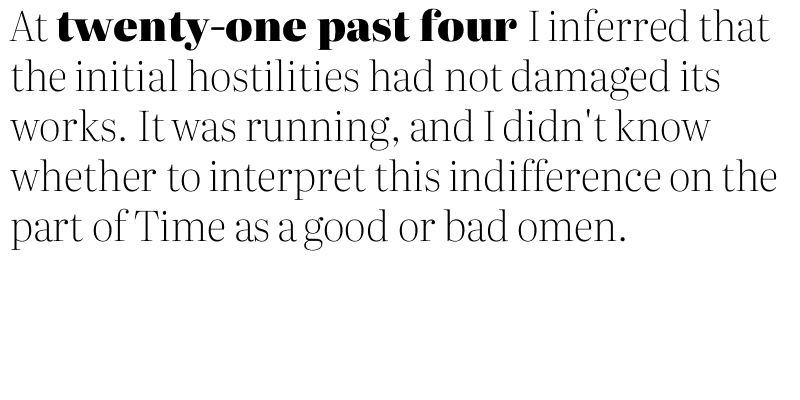 At twenty-one past four I inferred that
the initial hostilities had not damaged its
works. It was running, and I didn't know
whether to interpret this indifference on the
part of Time as a good or bad omen.